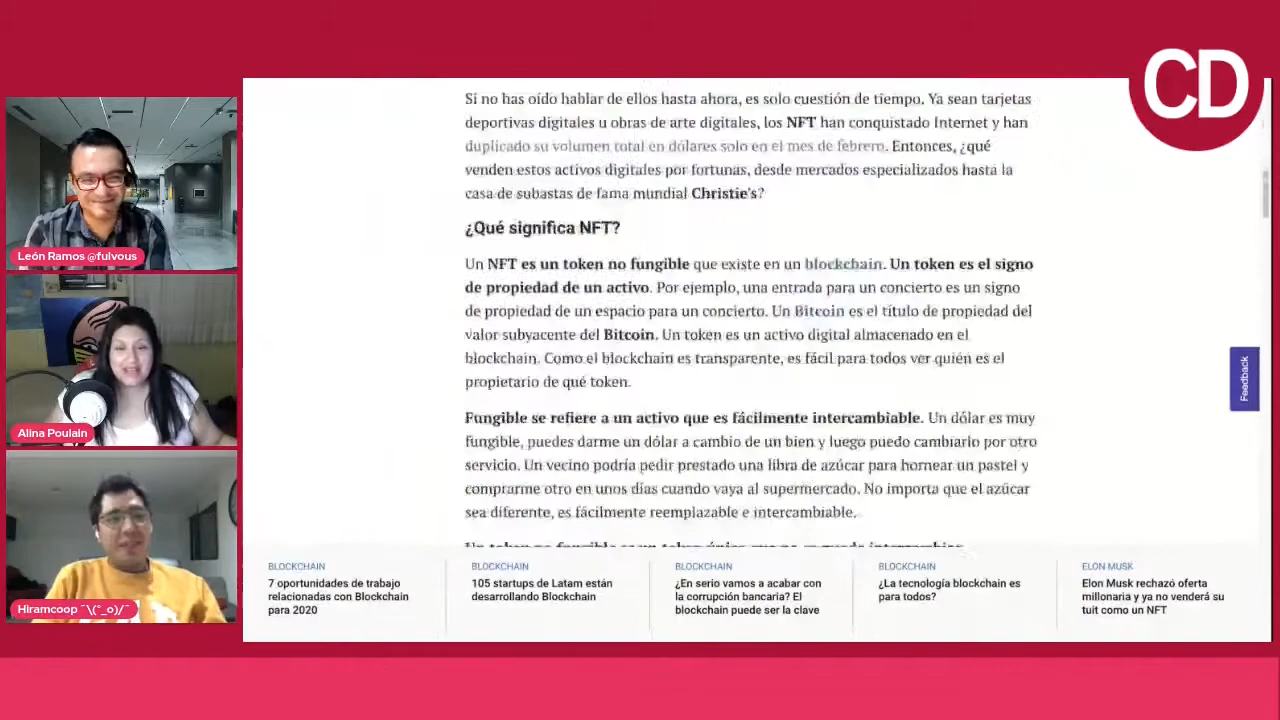 CD
León Ramos @fulvous
Alina Poulain
Hiramcoop ¯\(°_o)/¯
Si no has oído hablar de ellos hasta ahora, es solo cuestión de tiempo. Ya sean tarjetas
deportivas digitales u obras de arte digitales, los NFT han conquistado Internet y han
duplicado su volumen total en dólares solo en el mes de febrero. Entonces, ¿qué
venden estos activos digitales por fortunas, desde mercados especializados hasta la
casa de subastas de fama mundial Christie's?
¿Qué significa NFT?
Un NFT es un token no fungible que existe en un blockchain. Un token es el signo
de propiedad de un activo. Por ejemplo, una entrada para un concierto es un signo
de propiedad de un espacio para un concierto. Un Bitcoin es el título de propiedad del
valor subyacente del Bitcoin. Un token es un activo digital almacenado en el
blockchain. Como el blockchain es transparente, es fácil para todos ver quién es el
propietario de qué token.
Fungible se refiere a un activo que es fácilmente intercambiable. Un dólar es muy
fungible, puedes darme un dólar a cambio de un bien y luego puedo cambiarlo por otro
servicio. Un vecino podría pedir prestado una libra de azúcar para hornear un pastel y
comprarme otro en unos días cuando vaya al supermercado. No importa que el azúcar
sea diferente, es fácilmente reemplazable e intercambiable.
Un token no fungible es un token único que no se puede intercambiar
Feedback
BLOCKCHAIN
7 oportunidades de trabajo
relacionadas con Blockchain
para 2020
BLOCKCHAIN
105 startups de Latam están
desarrollando Blockchain
BLOCKCHAIN
¿En serio vamos a acabar con
la corrupción bancaria? El
blockchain puede ser la clave
BLOCKCHAIN
¿La tecnología blockchain es
para todos?
ELON MUSK
Elon Musk rechazó oferta
millonaria y ya no venderá su
tuit como un NFT